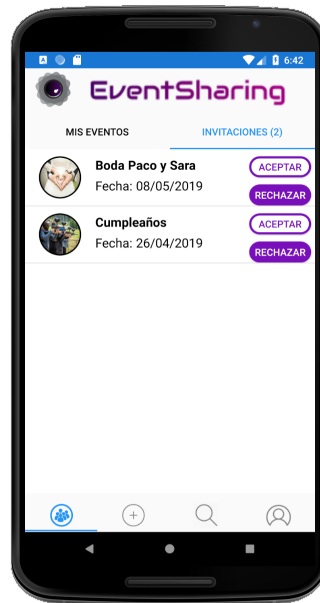 6:42
EventSharing
MIS EVENTOS
INVITACIONES (2)
Boda Paco y Sara
ACEPTAR
Fecha: 08/05/2019
RECHAZAR
Cumpleaños
ACEPTAR
Fecha: 26/04/2019
RECHAZAR